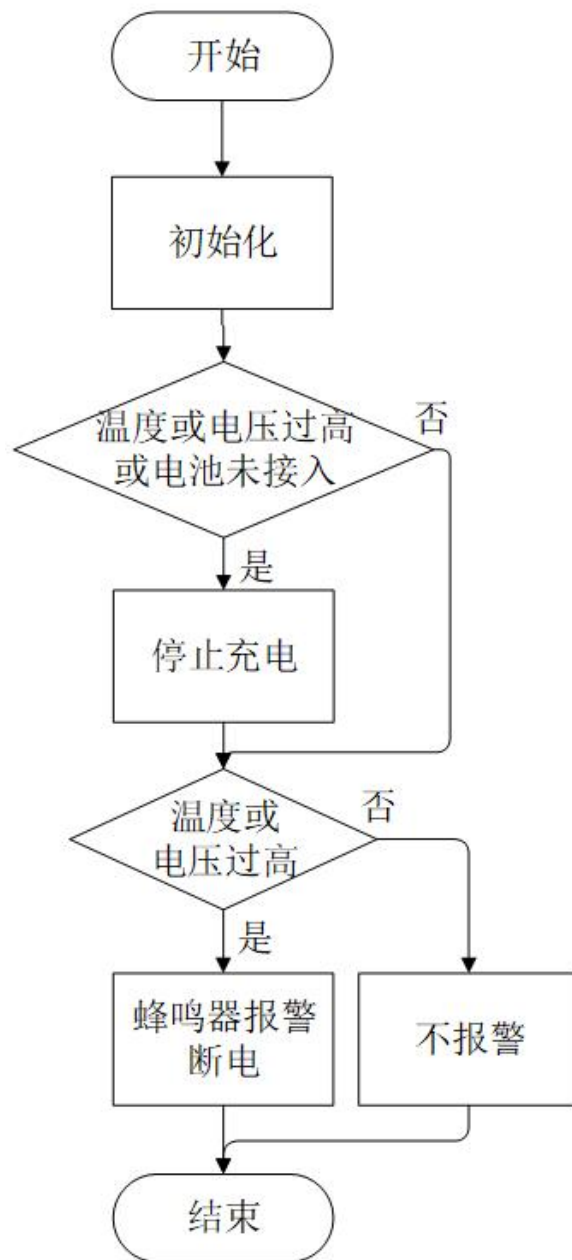 开始
初始化
温度或电压过高
或电池未接入
否
是
停止充电
温度或
电压过高
否
是
蜂鸣器报警
断电
不报警
结束